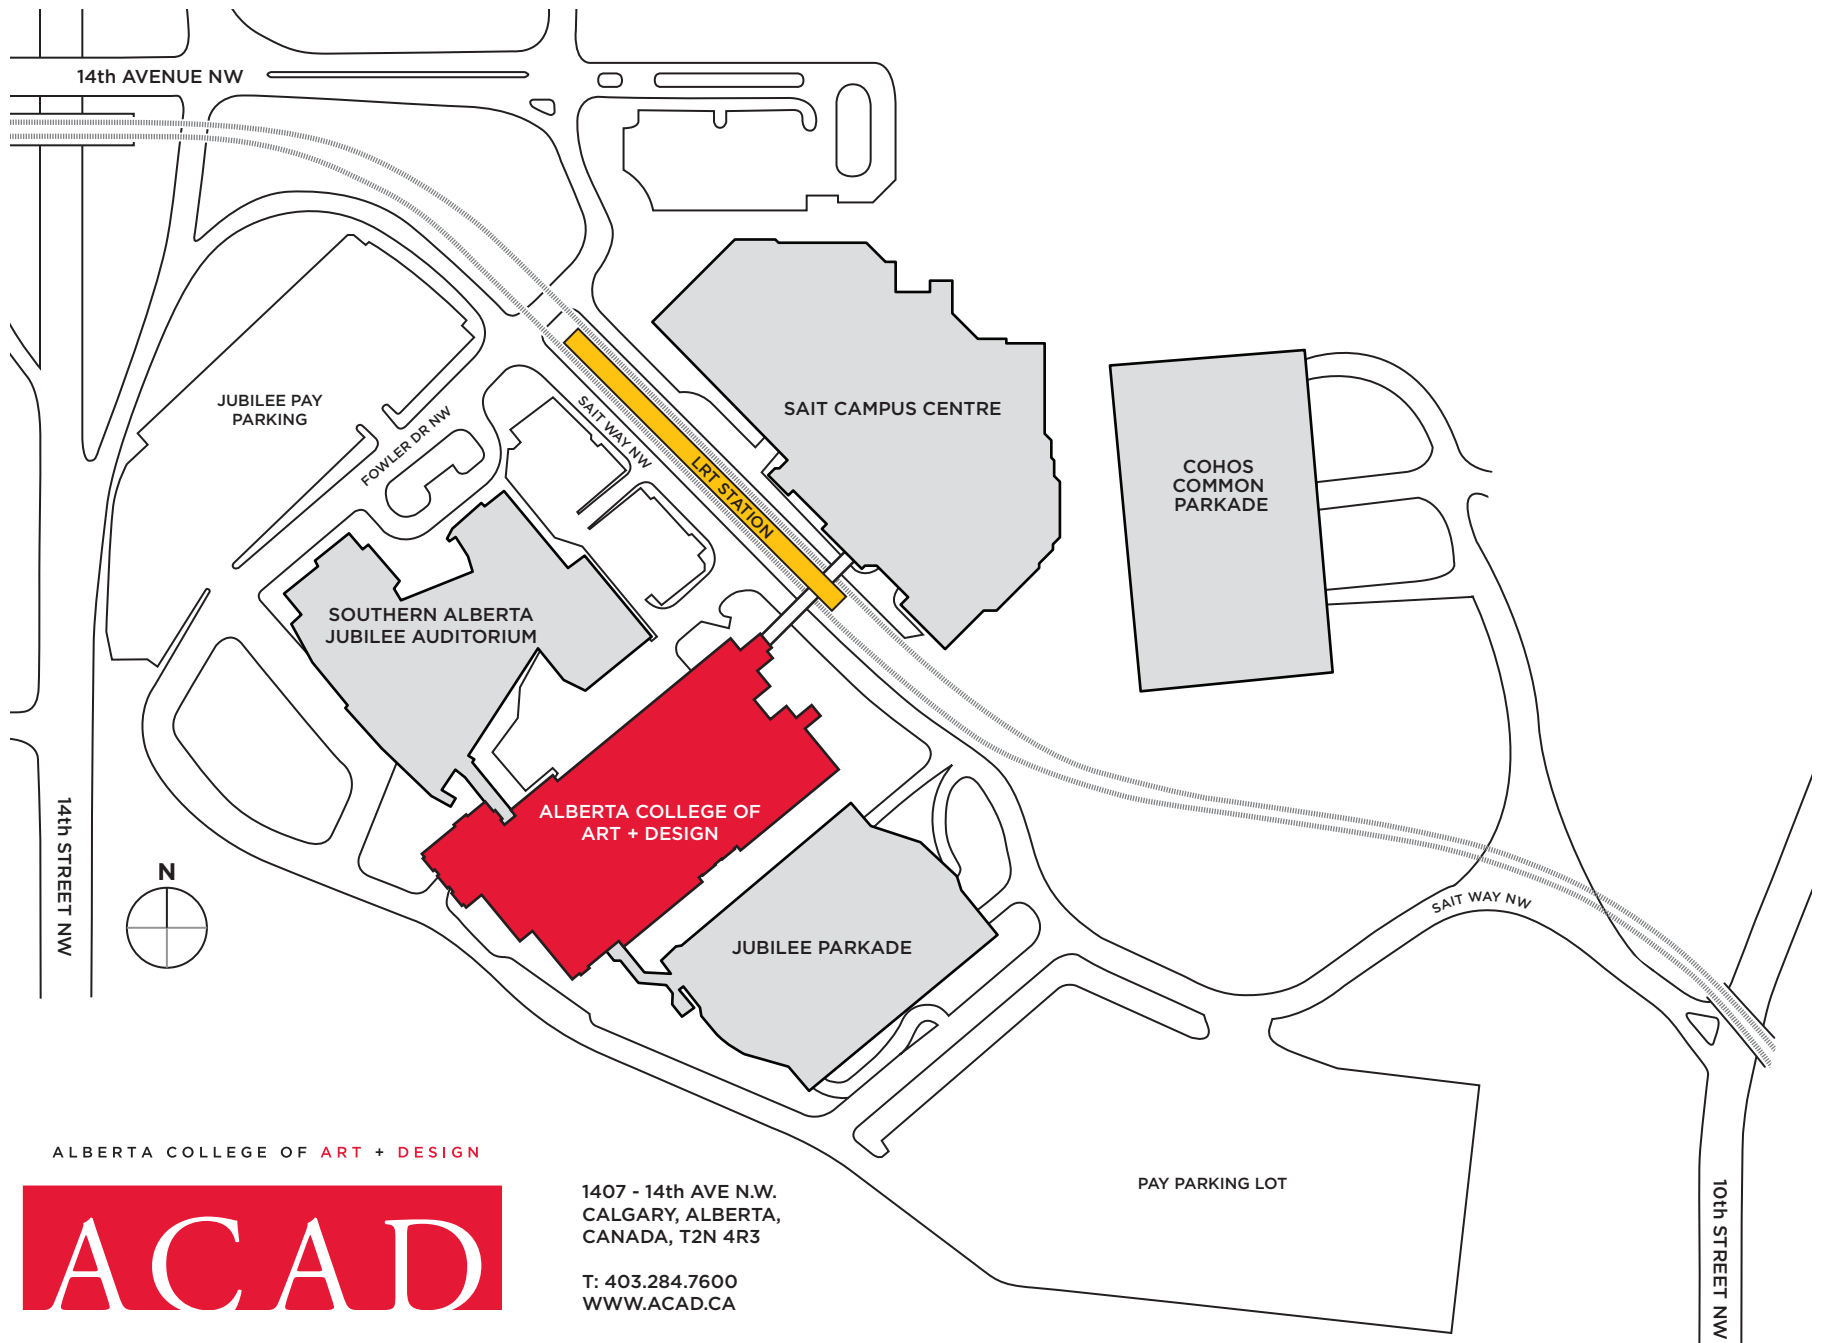 14th AVENUE NW
JUBILEE PAY
PARKING
FOWLER DR NW
SAIT WAY NW
LRT STATION
SAIT CAMPUS CENTRE
COHOS
COMMON
PARKADE
SOUTHERN ALBERTA
JUBILEE AUDITORIUM
ALBERTA COLLEGE OF
ART + DESIGN
14th STREET NW
N
JUBILEE PARKADE
SAIT WAY NW
PAY PARKING LOT
10th STREET NW
ALBERTA COLLEGE OF ART + DESIGN
ACAD
1407 - 14th AVE N.W.
CALGARY, ALBERTA,
CANADA, T2N 4R3
T: 403.284.7600
WWW.ACAD.CA